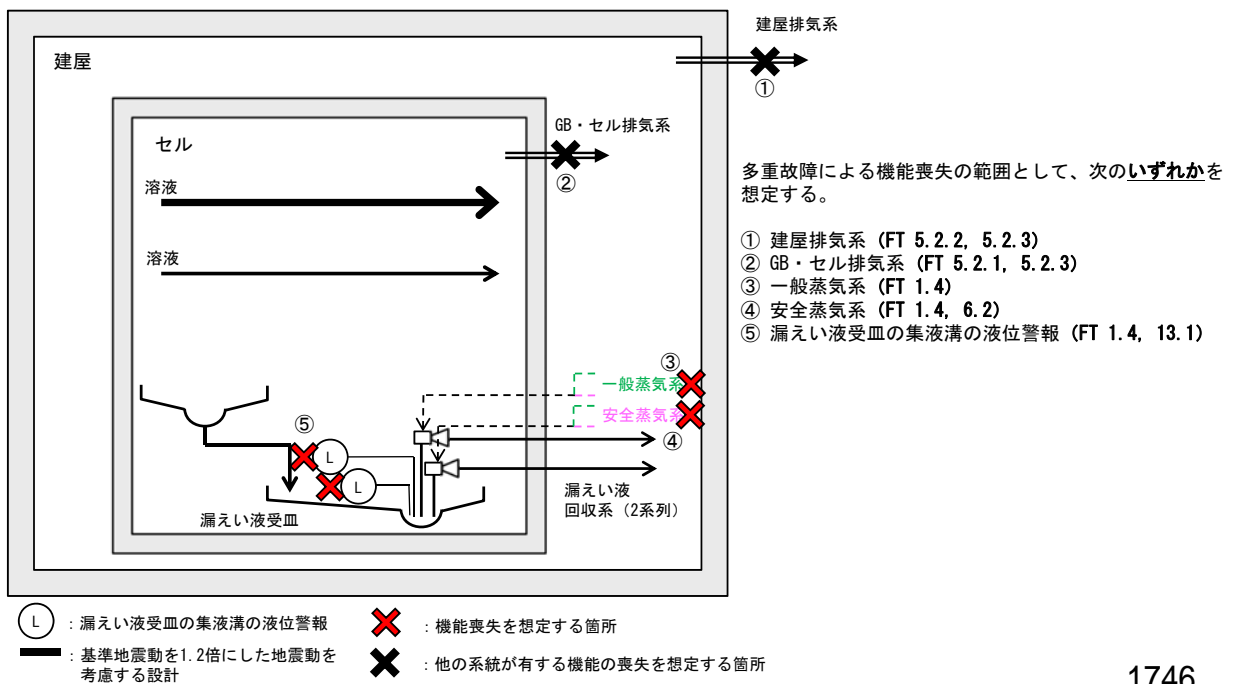 建屋排気系
①
建屋
GB・セル排気系
②
セル
溶液
溶液
多重故障による機能喪失の範囲として、次のいずれかを
想定する。
① 建屋排気系 (FT 5.2.2, 5.2.3)
② GB・セル排気系 (FT 5.2.1, 5.2.3)
③ 一般蒸気系 (FT 1.4)
④ 安全蒸気系 (FT 1.4, 6.2)
⑤ 漏えい液受皿の集液溝の液位警報 (FT 1.4, 13.1)
③
一般蒸気系
安全蒸気系
④
⑤
L
L
漏えい液受皿
漏えい液
回収系（2系列）
L
：漏えい液受皿の集液溝の液位警報
：機能喪失を想定する箇所
：基準地震動を1.2倍にした地震動を
考慮する設計
：他の系統が有する機能の喪失を想定する箇所
1746